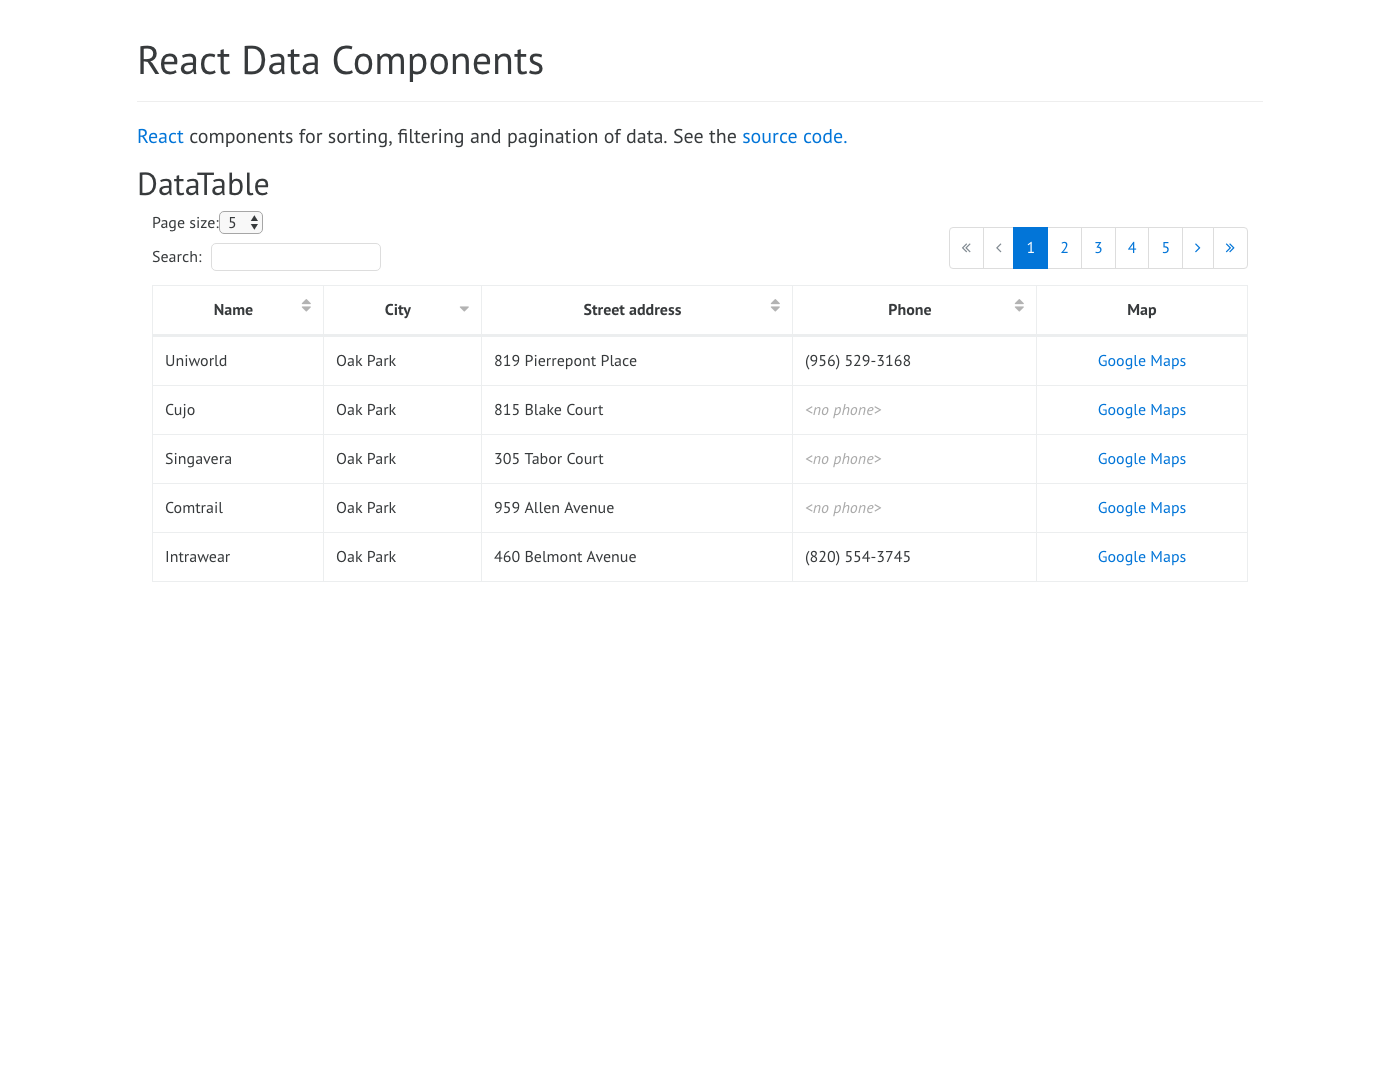 React Data Components
React components for sorting, filtering and pagination of data. See the source code.
DataTable
Page size: 5
Search:
« ‹ 1 2 3 4 5 › »
Name City Street address Phone Map
Uniworld Oak Park 819 Pierrepont Place (956) 529-3168 Google Maps
Cujo Oak Park 815 Blake Court <no phone> Google Maps
Singavera Oak Park 305 Tabor Court <no phone> Google Maps
Comtrail Oak Park 959 Allen Avenue <no phone> Google Maps
Intrawear Oak Park 460 Belmont Avenue (820) 554-3745 Google Maps